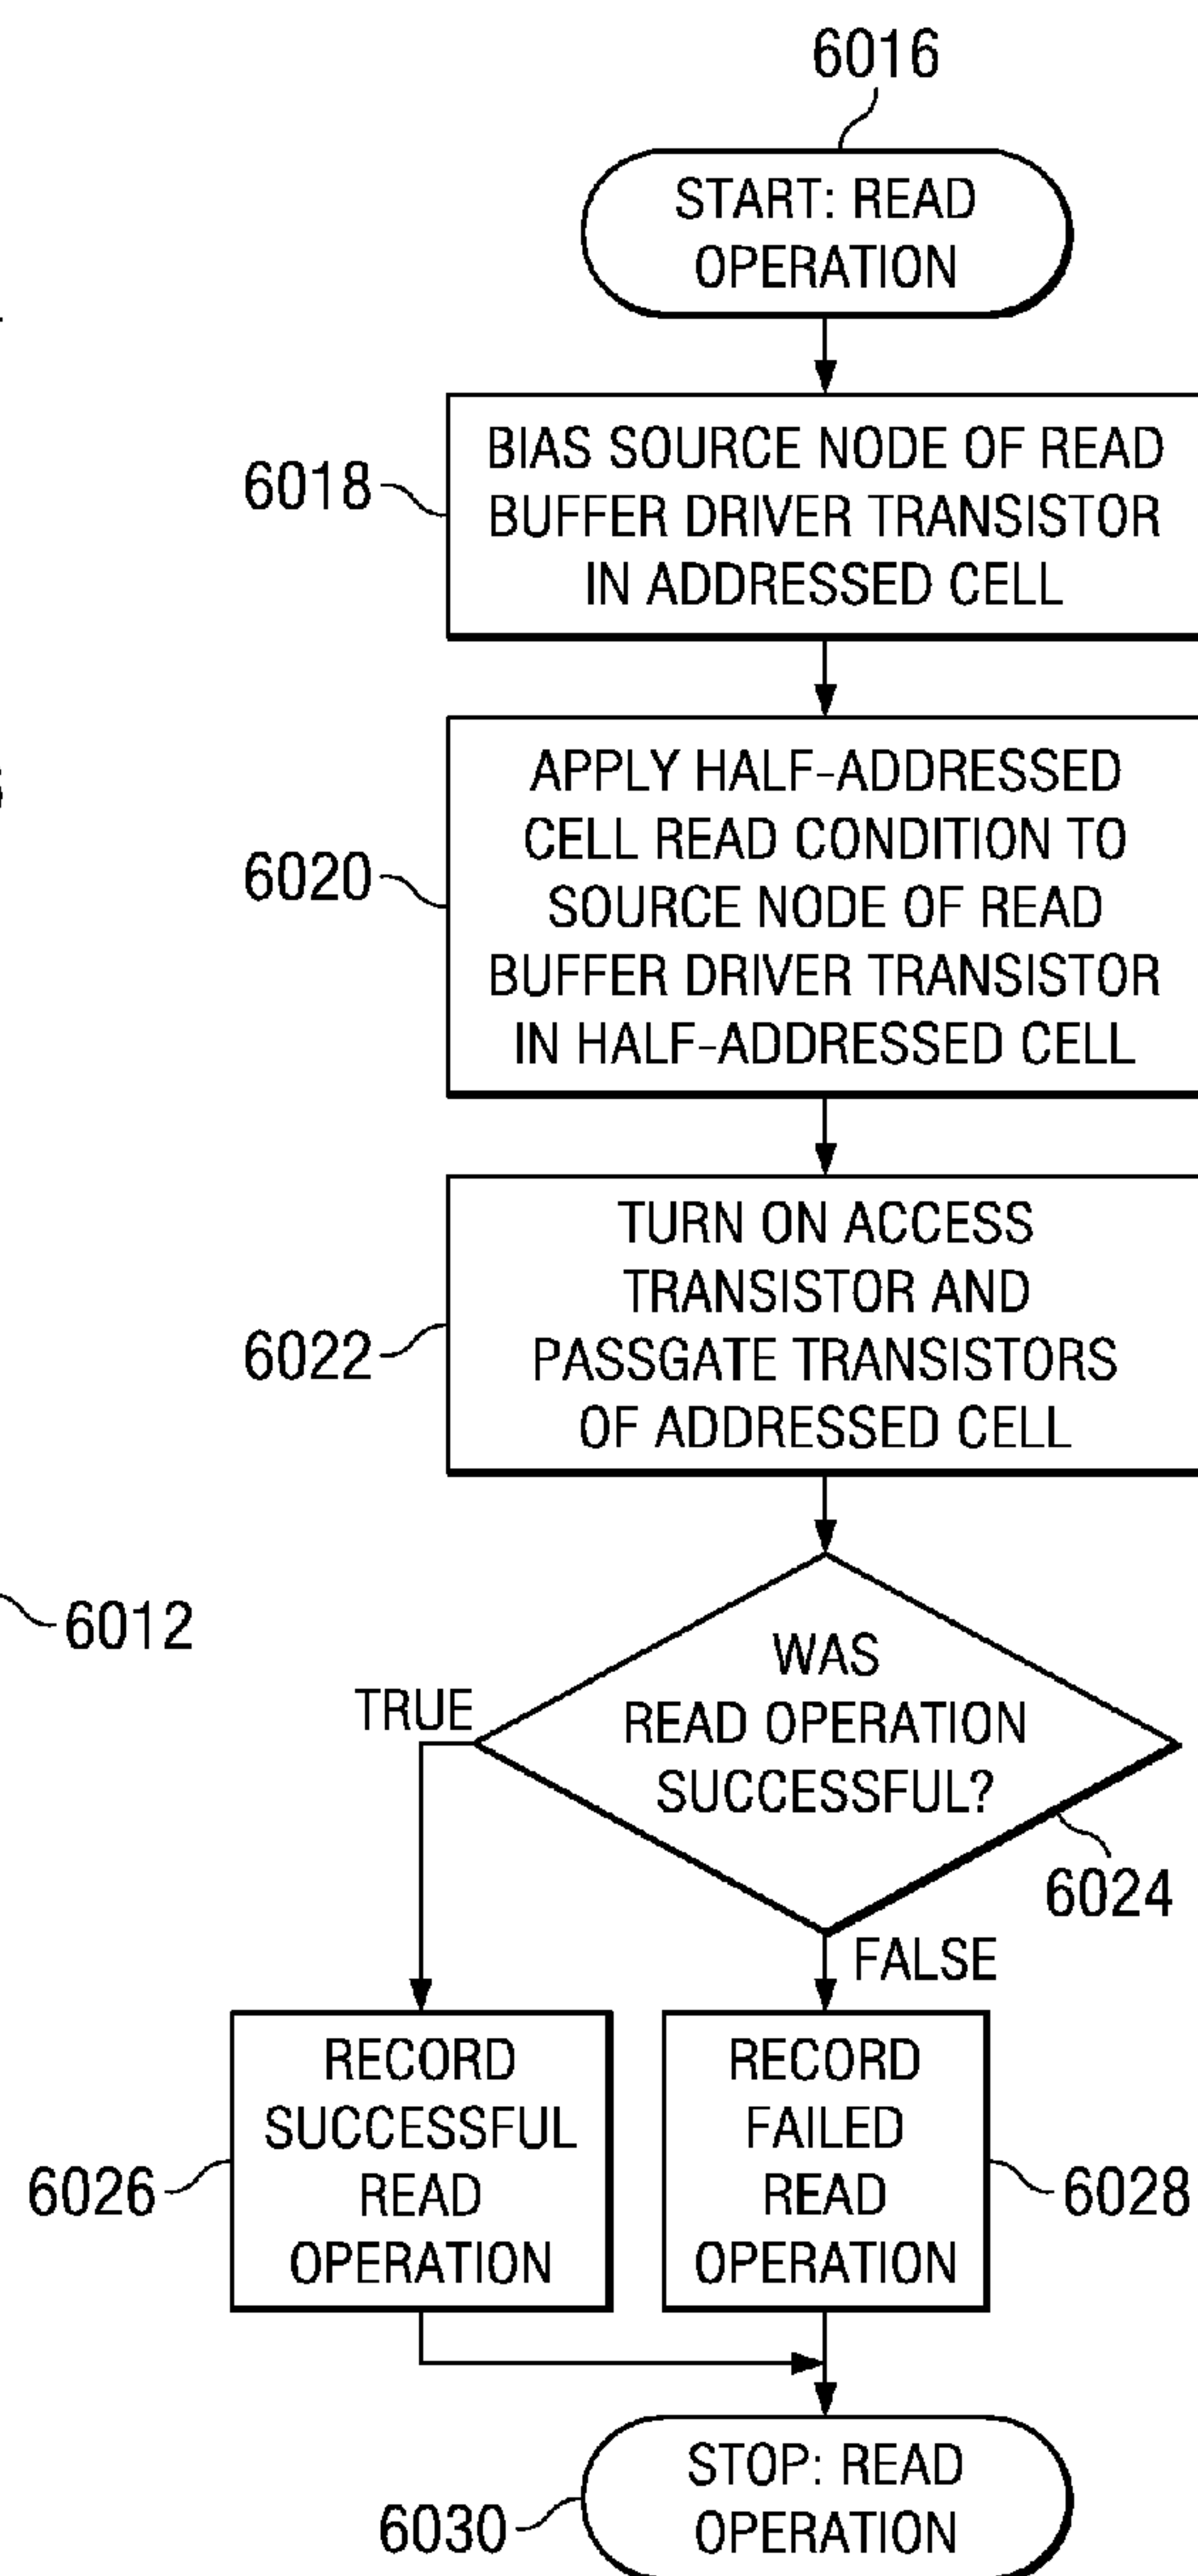 6016
START: READ
OPERATION
6018
BIAS SOURCE NODE OF READ
BUFFER DRIVER TRANSISTOR
IN ADDRESSED CELL
6020
APPLY HALF-ADDRESSED
CELL READ CONDITION TO
SOURCE NODE OF READ
BUFFER DRIVER TRANSISTOR
IN HALF-ADDRESSED CELL
6022
TURN ON ACCESS
TRANSISTOR AND
PASSGATE TRANSISTORS
OF ADDRESSED CELL
6012
WAS
READ OPERATION
SUCCESSFUL?
TRUE
6024
FALSE
6026
RECORD
SUCCESSFUL
READ
OPERATION
RECORD
FAILED
READ
OPERATION
6028
6030
STOP: READ
OPERATION